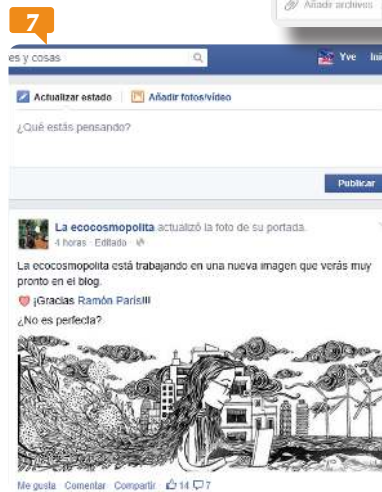 Añadir archivos
7
es y cosas
Yve Ini
Actualizar estado Añadir fotos/vídeo
¿Qué estás pensando?
Publicar
La ecocosmopolita actualizó la foto de su portada.
4 horas · Editado ·
La ecocosmopolita está trabajando en una nueva imagen que verás muy
pronto en el blog.
¡Gracias Ramón París!!!
¿No es perfecta?
Me gusta · Comentar · Compartir · 14 7